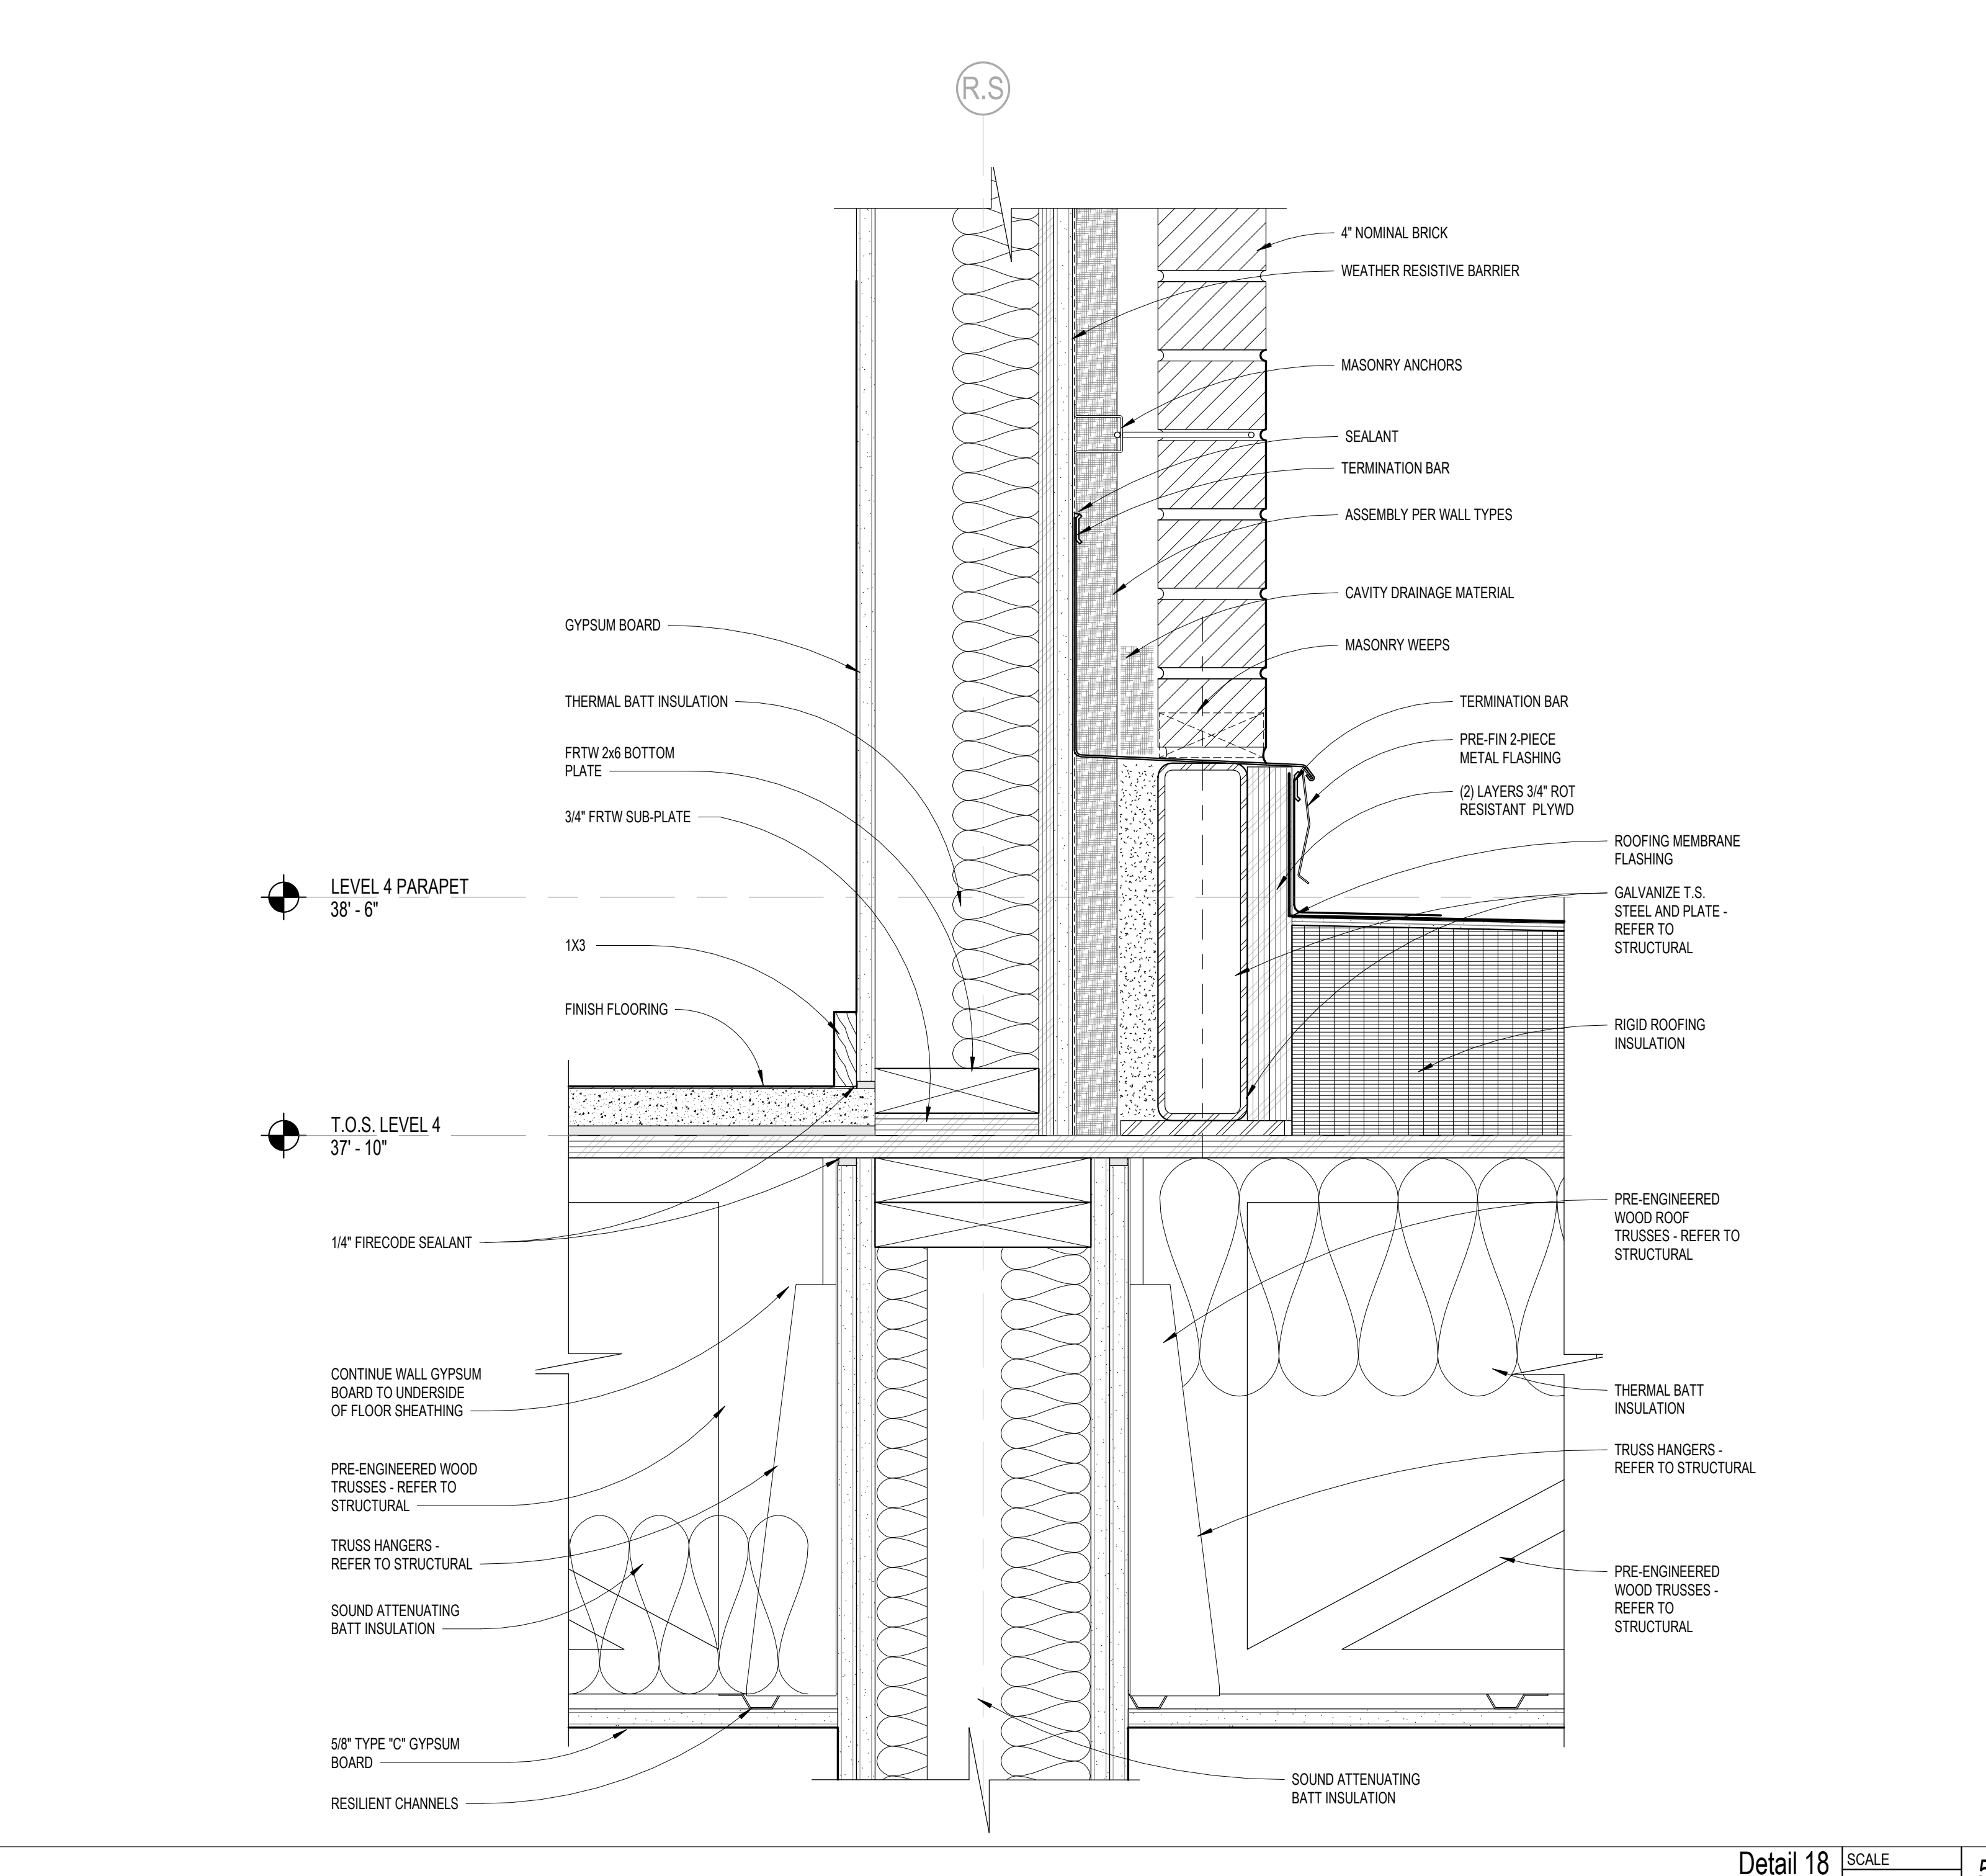 R.S
4" NOMINAL BRICK
WEATHER RESISTIVE BARRIER
MASONRY ANCHORS
SEALANT
TERMINATION BAR
ASSEMBLY PER WALL TYPES
CAVITY DRAINAGE MATERIAL
MASONRY WEEPS
TERMINATION BAR
PRE-FIN 2-PIECE
METAL FLASHING
(2) LAYERS 3/4" ROT
RESISTANT PLYWD
ROOFING MEMBRANE
FLASHING
GALVANIZE T.S.
STEEL AND PLATE -
REFER TO
STRUCTURAL
RIGID ROOFING
INSULATION
GYPSUM BOARD
THERMAL BATT INSULATION
FRTW 2x6 BOTTOM
PLATE
3/4" FRTW SUB-PLATE
LEVEL 4 PARAPET
38' - 6"
1X3
FINISH FLOORING
T.O.S. LEVEL 4
37' - 10"
1/4" FIRECODE SEALANT
CONTINUE WALL GYPSUM
BOARD TO UNDERSIDE
OF FLOOR SHEATHING
PRE-ENGINEERED WOOD
TRUSSES - REFER TO
STRUCTURAL
TRUSS HANGERS -
REFER TO STRUCTURAL
SOUND ATTENUATING
BATT INSULATION
5/8" TYPE "C" GYPSUM
BOARD
RESILIENT CHANNELS
PRE-ENGINEERED
WOOD ROOF
TRUSSES - REFER TO
STRUCTURAL
THERMAL BATT
INSULATION
TRUSS HANGERS -
REFER TO STRUCTURAL
PRE-ENGINEERED
WOOD TRUSSES -
REFER TO
STRUCTURAL
SOUND ATTENUATING
BATT INSULATION
Detail 18
SCALE